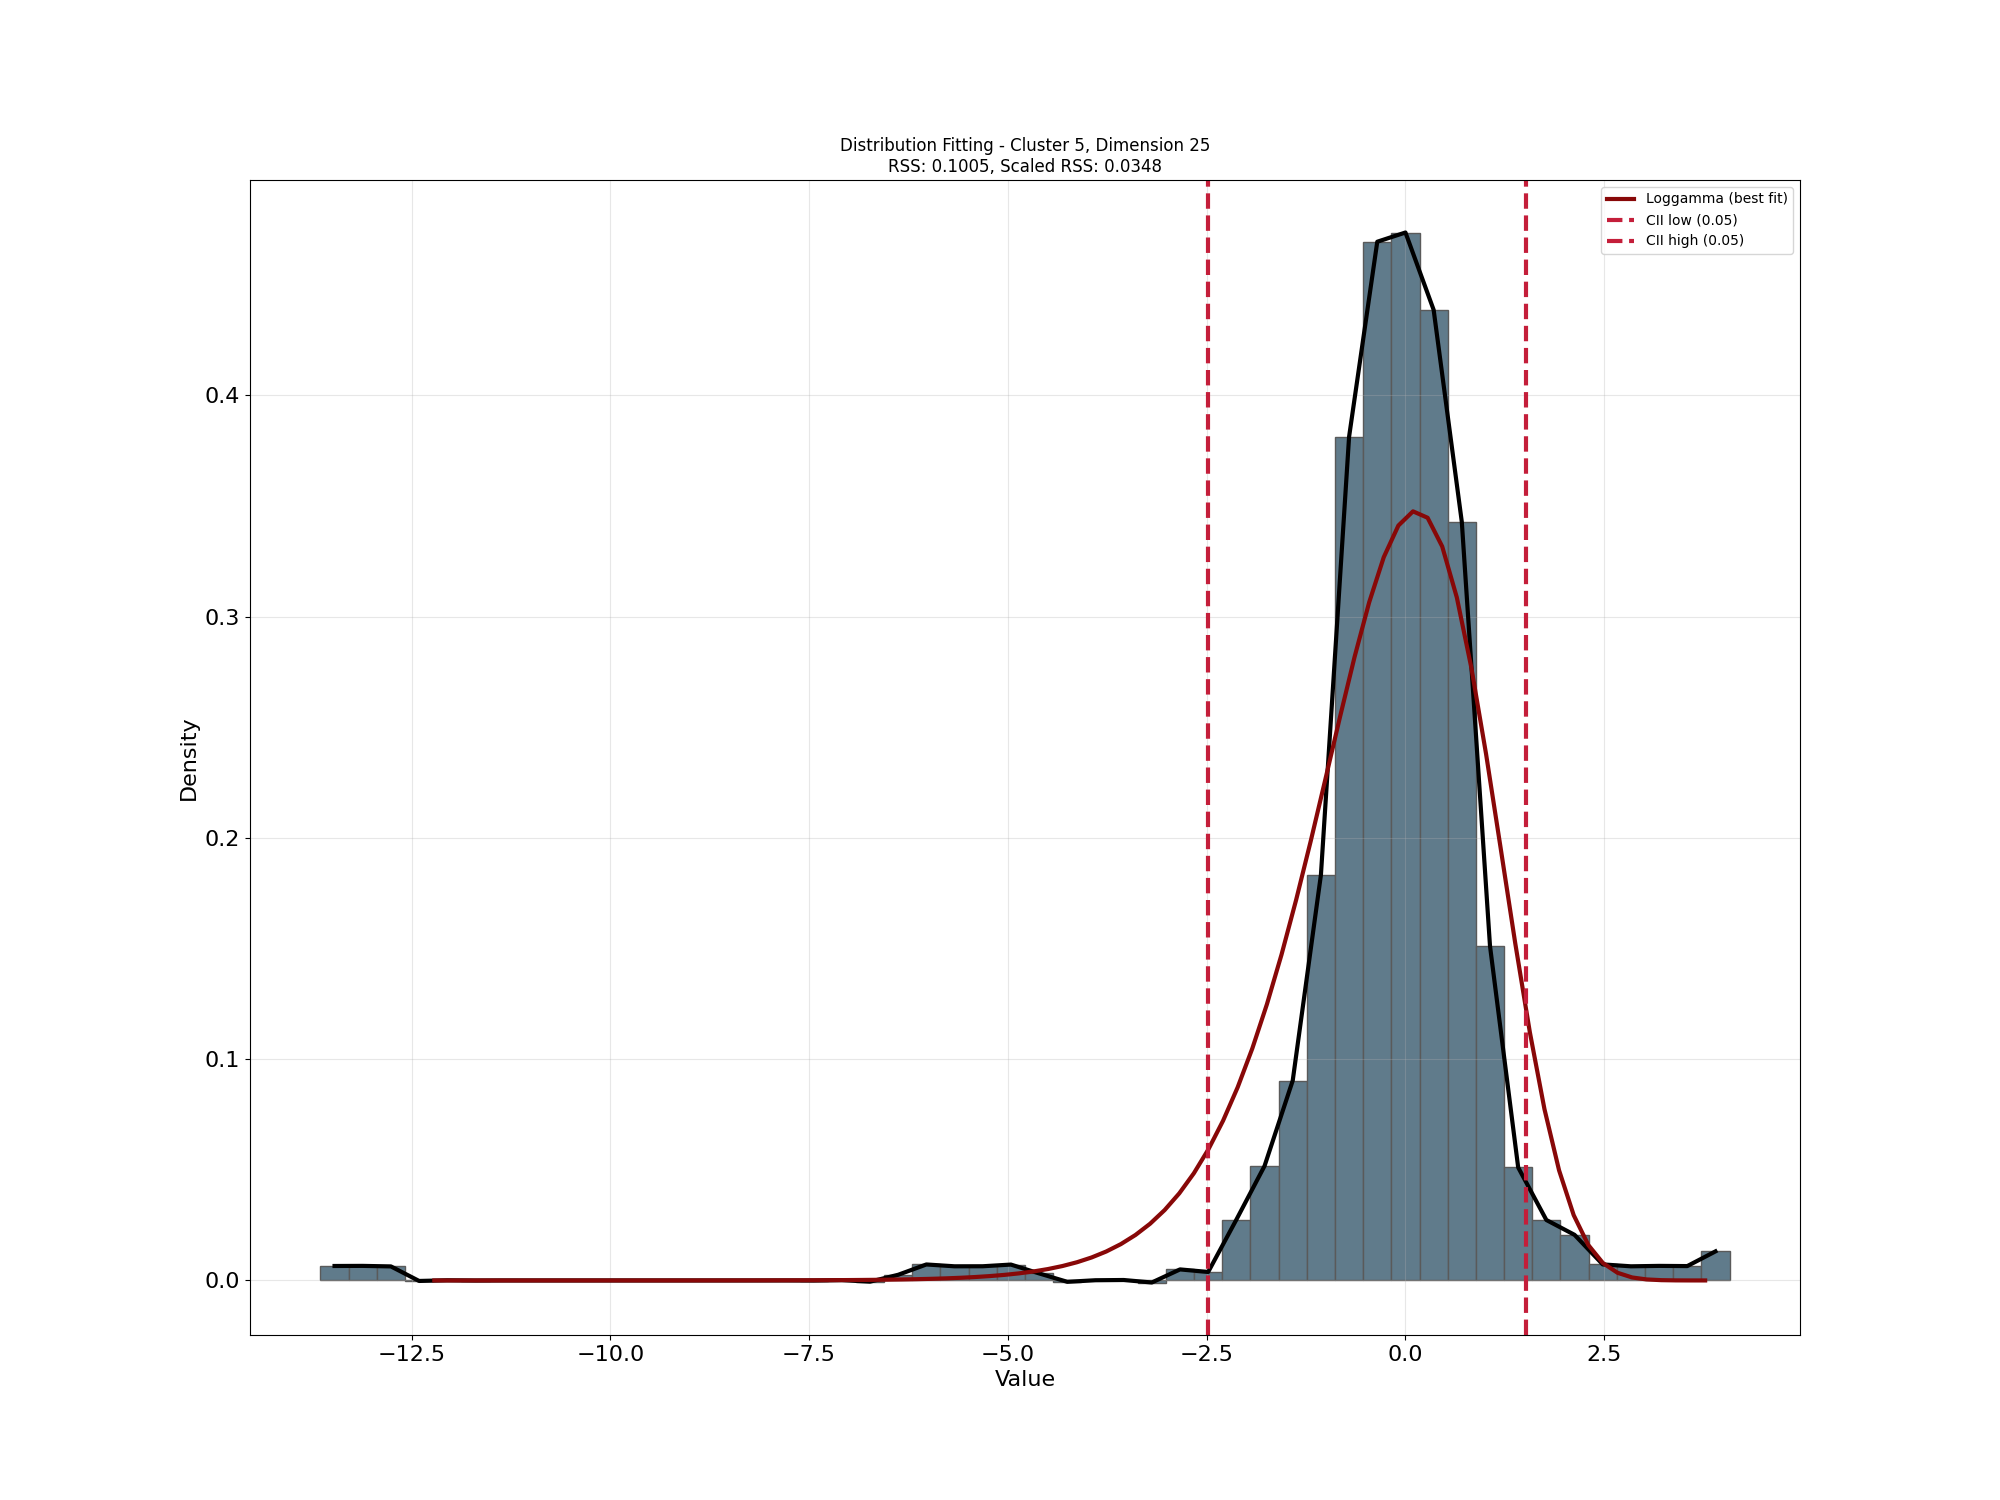 Distribution Fitting - Cluster 5, Dimension 25
RSS: 0.1005, Scaled RSS: 0.0348
Loggamma (best fit)
CII low (0.05)
CII high (0.05)
Density
0.4
0.3
0.2
0.1
0.0
−12.5 −10.0 −7.5 −5.0 −2.5 0.0 2.5
Value